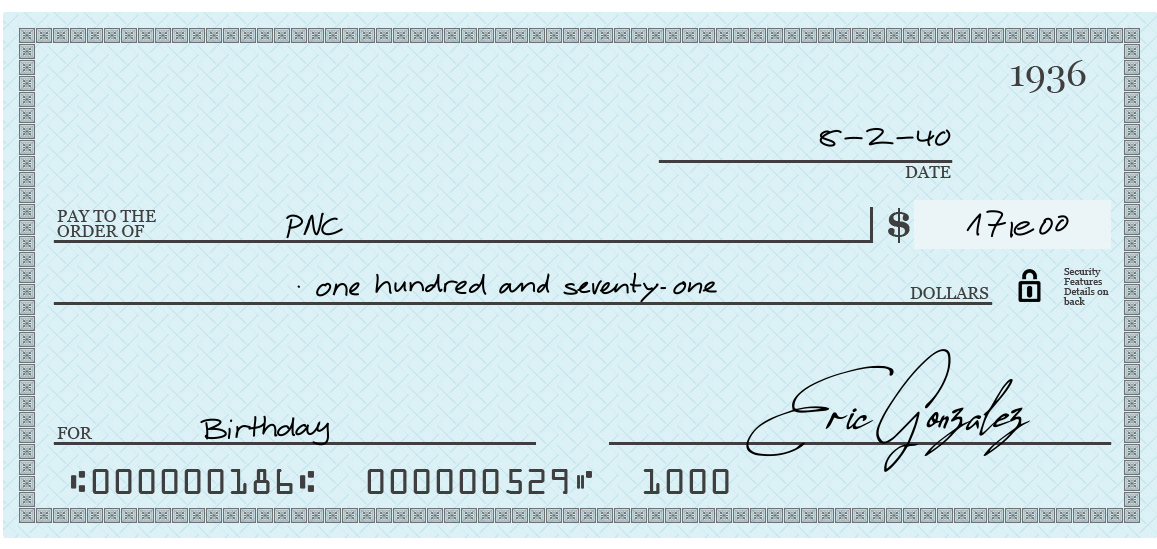 1936
8-2-40
DATE
PAY TO THE
ORDER OF PNC $
one hundred and seventy-one DOLLARS
Security
Features
Details on
back
FOR Birthday Eric Gonzalez
⑆000000186⑆ 000000529⑈ 1000